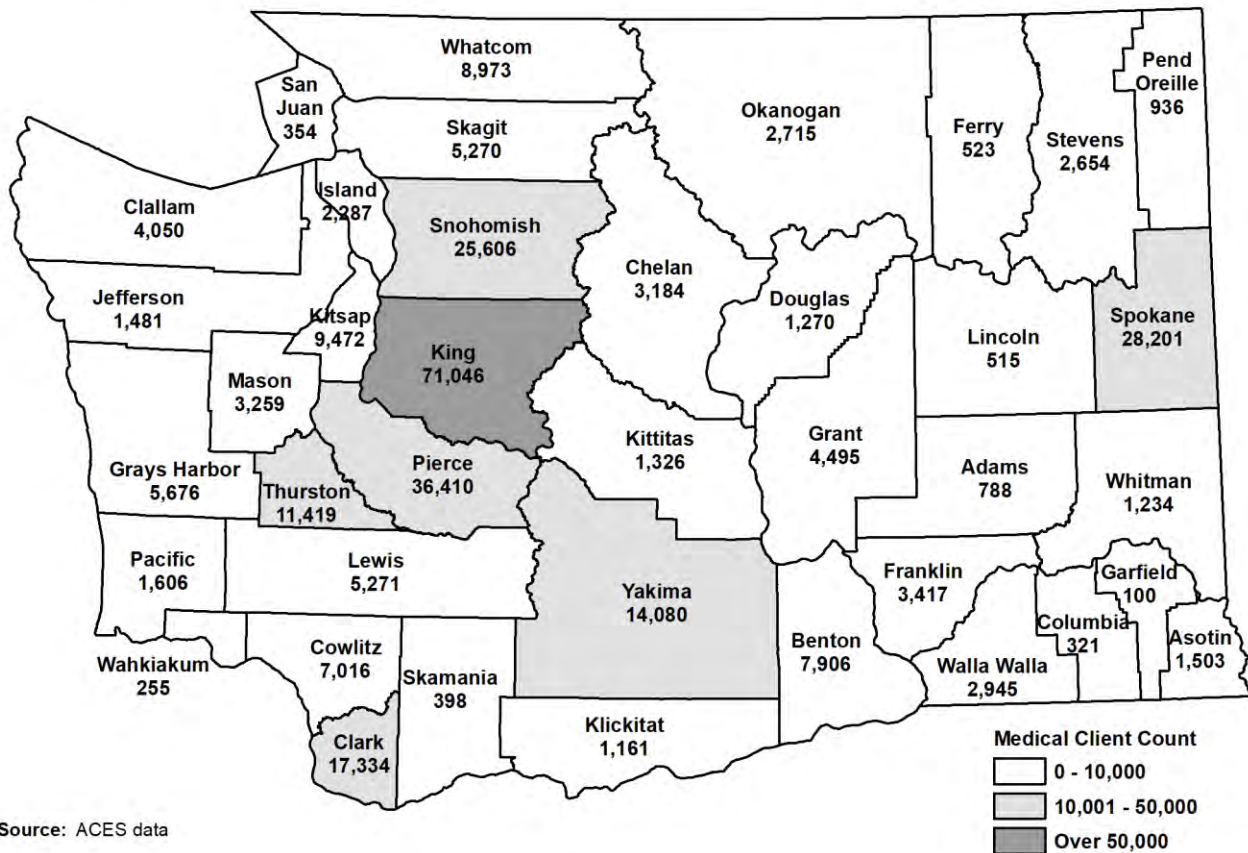 Whatcom
8,973
San
Juan
354
Skagit
5,270
Okanogan
2,715
Ferry
523
Stevens
2,654
Pend
Oreille
936
Clallam
4,050
Island
2,287
Snohomish
25,606
Chelan
3,184
Douglas
1,270
Jefferson
1,481
Kitsap
9,472
King
71,046
Lincoln
515
Spokane
28,201
Mason
3,259
Grays Harbor
5,676
Thurston
11,419
Pierce
36,410
Kittitas
1,326
Grant
4,495
Adams
788
Whitman
1,234
Pacific
1,606
Lewis
5,271
Yakima
14,080
Franklin
3,417
Garfield
100
Columbia
321
Asotin
1,503
Benton
7,906
Walla Walla
2,945
Wahkiakum
255
Cowlitz
7,016
Skamania
398
Klickitat
1,161
Clark
17,334
Medical Client Count
0 - 10,000
10,001 - 50,000
Over 50,000
Source: ACES data